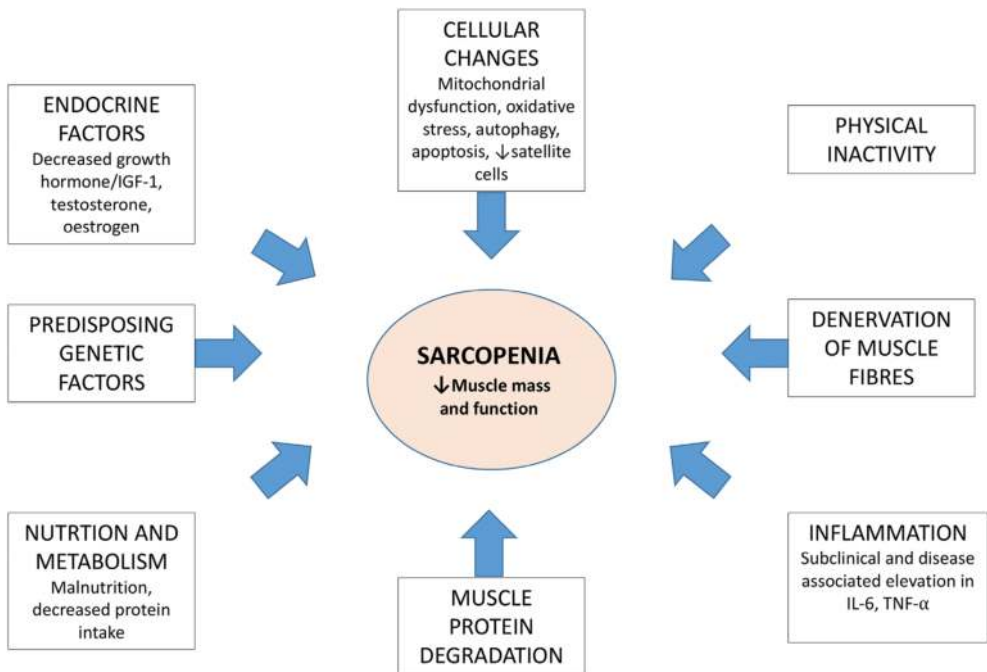 CELLULAR
CHANGES
Mitochondrial
dysfunction, oxidative
stress, autophagy,
apoptosis, ↓satellite
cells
ENDOCRINE
FACTORS
Decreased growth
hormone/IGF-1,
testosterone,
oestrogen
PHYSICAL
INACTIVITY
PREDISPOSING
GENETIC
FACTORS
SARCOPENIA
↓Muscle mass
and function
DENERVATION
OF MUSCLE
FIBRES
NUTRTION AND
METABOLISM
Malnutrition,
decreased protein
intake
MUSCLE
PROTEIN
DEGRADATION
INFLAMMATION
Subclinical and disease
associated elevation in
IL-6, TNF-α